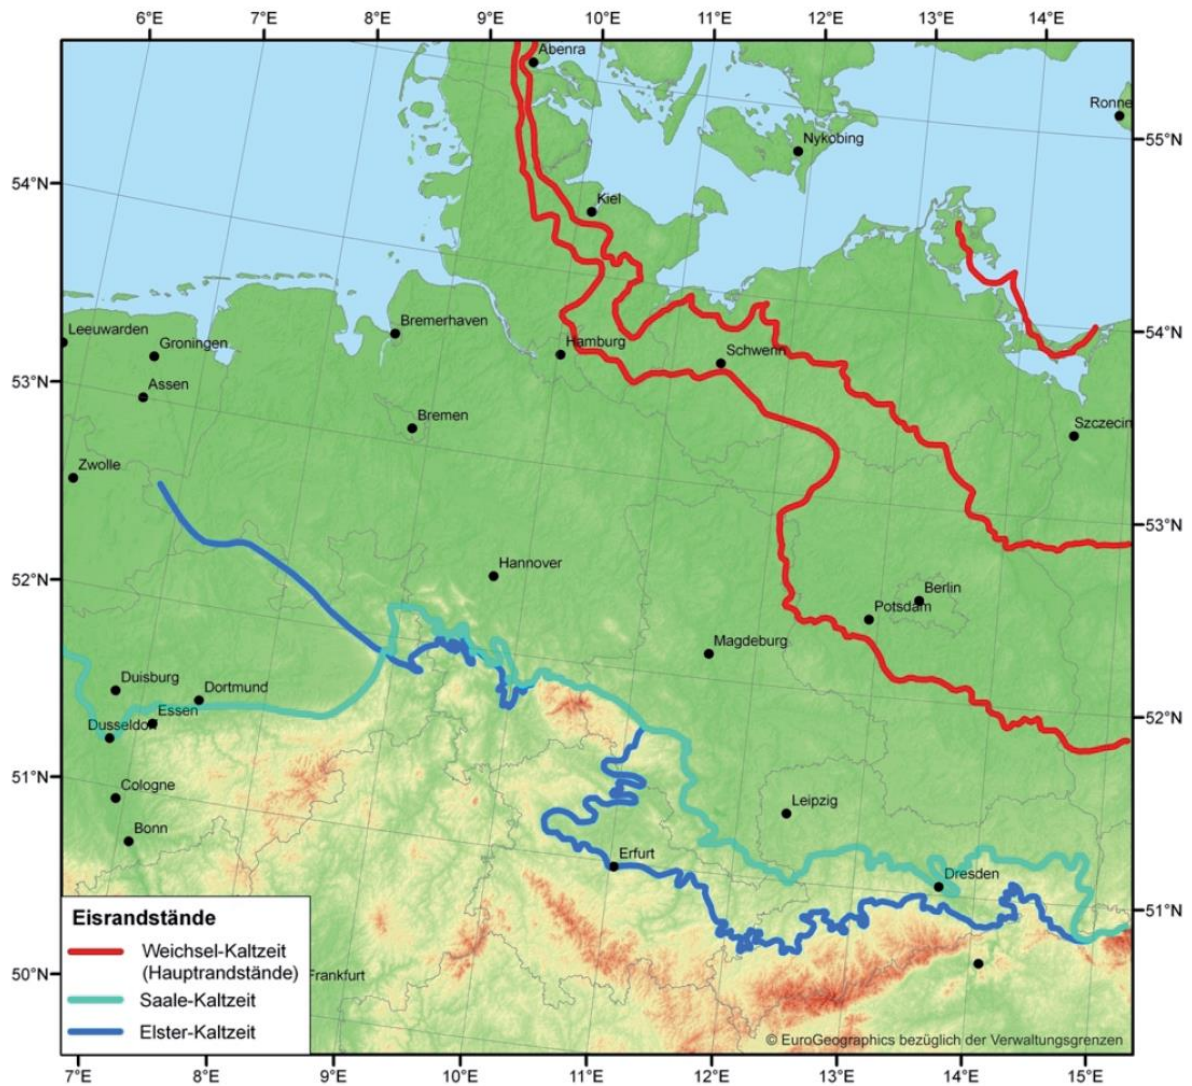 6°E 7°E 8°E 9°E 10°E 11°E 12°E 13°E 14°E
Abenra
Ronne
Nykobing
55°N
54°N
Kiel
Bremerhaven
Leeuwarden
Groningen
Hamburg
Schwerin
54°N
53°N
Assen
Bremen
Szczecin
Zwolle
53°N
Hannover
52°N
Berlin
Potsdam
Magdeburg
Duisburg
Dortmund
Essen
Dusseldorf
52°N
51°N
Cologne
Leipzig
Bonn
Erfurt
Dresden
51°N
Eisrandstände
Weichsel-Kaltzeit
(Hauptrandstände)
Saale-Kaltzeit
Elster-Kaltzeit
50°N
Frankfurt
© EuroGeographics bezüglich der Verwaltungsgrenzen
7°E 8°E 9°E 10°E 11°E 12°E 13°E 14°E 15°E